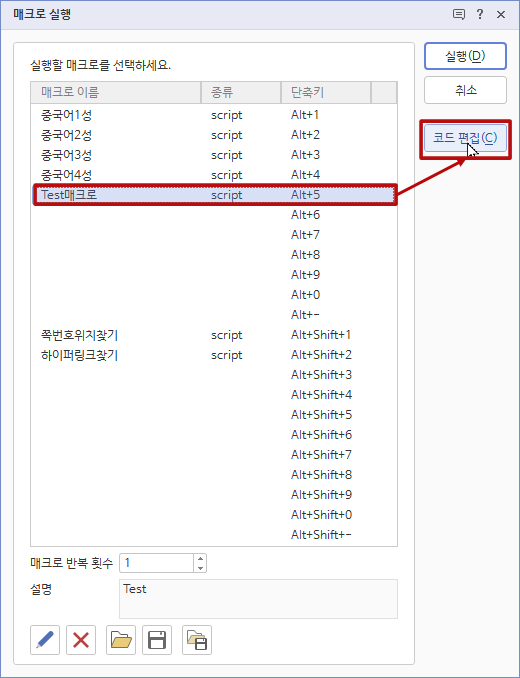 매크로 실행
?
실행할 매크로를 선택하세요.
매크로 이름 종류 단축키
중국어1성 script Alt+1
중국어2성 script Alt+2
중국어3성 script Alt+3
중국어4성 script Alt+4
Test매크로 script Alt+5
Alt+6
Alt+7
Alt+8
Alt+9
Alt+0
Alt+-
쪽번호위치찾기 script Alt+Shift+1
하이퍼링크찾기 script Alt+Shift+2
Alt+Shift+3
Alt+Shift+4
Alt+Shift+5
Alt+Shift+6
Alt+Shift+7
Alt+Shift+8
Alt+Shift+9
Alt+Shift+0
Alt+Shift+-
매크로 반복 횟수 1
설명 Test
실행(D)
취소
코드 편집(C)